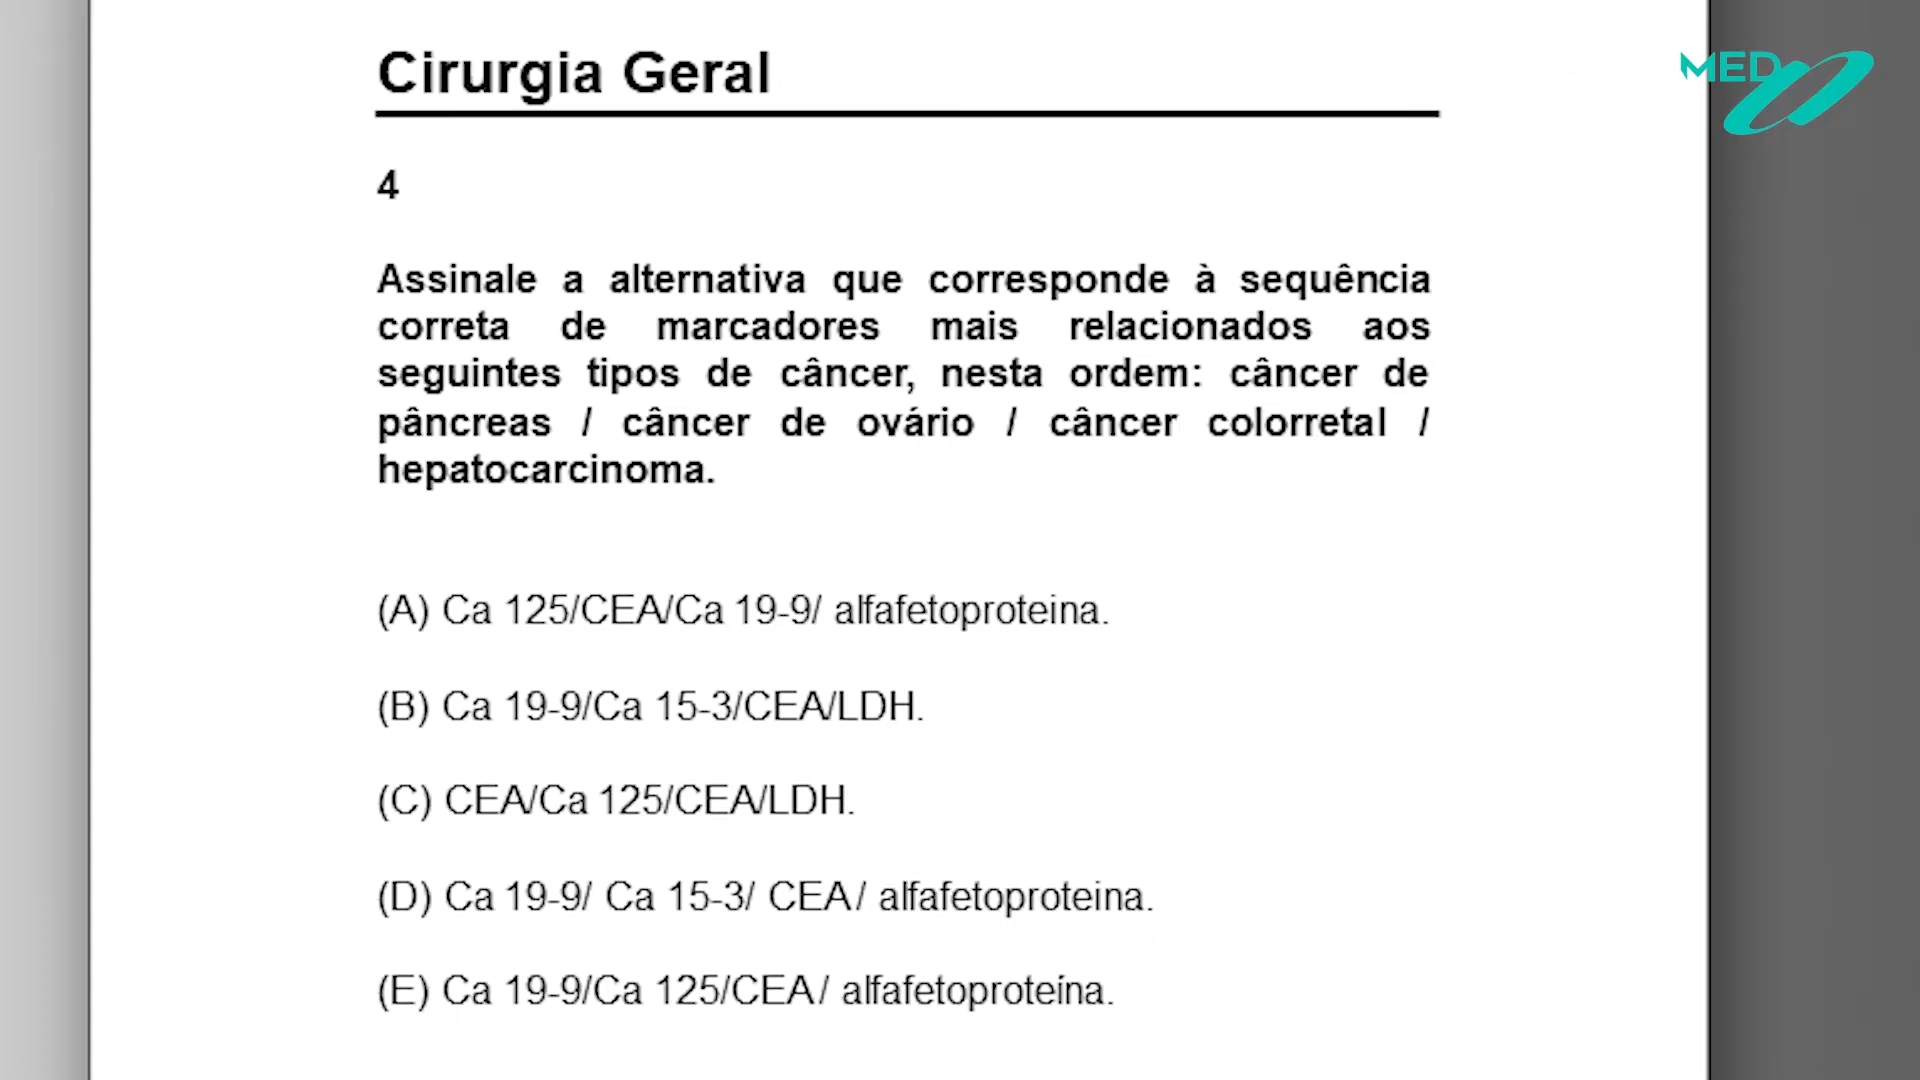 MED
Cirurgia Geral
4
Assinale a alternativa que corresponde à sequência
correta de marcadores mais relacionados aos
seguintes tipos de câncer, nesta ordem: câncer de
pâncreas / câncer de ovário / câncer colorretal /
hepatocarcinoma.
(A) Ca 125/CEA/Ca 19-9/ alfafetoproteina.
(B) Ca 19-9/Ca 15-3/CEA/LDH.
(C) CEA/Ca 125/CEA/LDH.
(D) Ca 19-9/ Ca 15-3/ CEA/ alfafetoproteina.
(E) Ca 19-9/Ca 125/CEA/ alfafetoproteína.